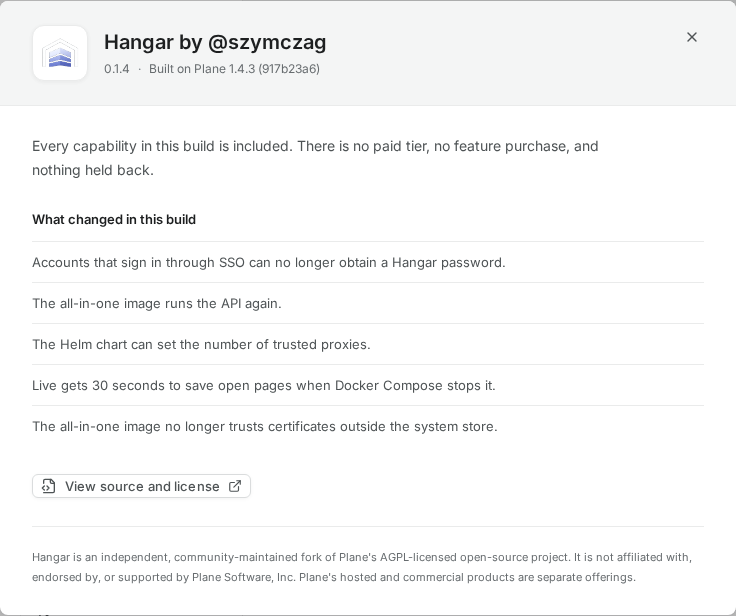 Hangar by @szymczag
0.1.4 · Built on Plane 1.4.3 (917b23a6)
Every capability in this build is included. There is no paid tier, no feature purchase, and
nothing held back.
What changed in this build
Accounts that sign in through SSO can no longer obtain a Hangar password.
The all-in-one image runs the API again.
The Helm chart can set the number of trusted proxies.
Live gets 30 seconds to save open pages when Docker Compose stops it.
The all-in-one image no longer trusts certificates outside the system store.
View source and license
Hangar is an independent, community-maintained fork of Plane's AGPL-licensed open-source project. It is not affiliated with,
endorsed by, or supported by Plane Software, Inc. Plane's hosted and commercial products are separate offerings.